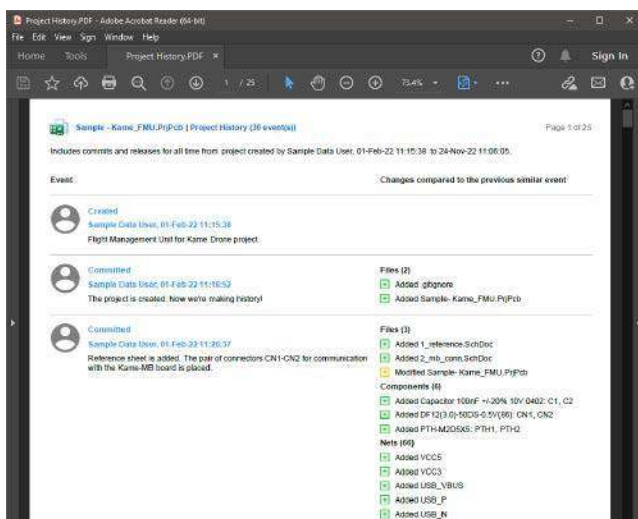 Project History.PDF - Adobe Acrobat Reader (64-bit)
File Edit View Sign Window Help
Home Tools Project History.PDF × Sign In
1 / 25 73.4%
Sample - Kame_FMU.PrjPcb | Project History (36 event(s)) Page 1 of 25
Includes commits and releases for all time from project created by Sample Data User, 01-Feb-22 11:15:38 to 24-Nov-22 11:06:05.
Event Changes compared to the previous similar event
Created
Sample Data User, 01-Feb-22 11:15:38
Flight Management Unit for Kame Drone project
Committed Files (2)
Sample Data User, 01-Feb-22 11:16:52 Added .gitignore
The project is created. Now we're making history! Added Sample- Kame_FMU.PrjPcb
Committed Files (3)
Sample Data User, 01-Feb-22 11:26:37 Added 1_reference.SchDoc
Reference sheet is added. The pair of connectors CN1-CN2 for communication Added 2_mb_conn.SchDoc
with the Kame-MB board is placed. Modified Sample- Kame_FMU.PrjPcb
Components (6)
Added Capacitor 100nF +/-20% 10V 0402: C1, C2
Added DF12(3.0)-50DS-0.5V(86): CN1, CN2
Added PTH-M2D5X5: PTH1, PTH2
Nets (66)
Added VCC5
Added VCC3
Added USB_VBUS
Added USB_P
Added USB_N